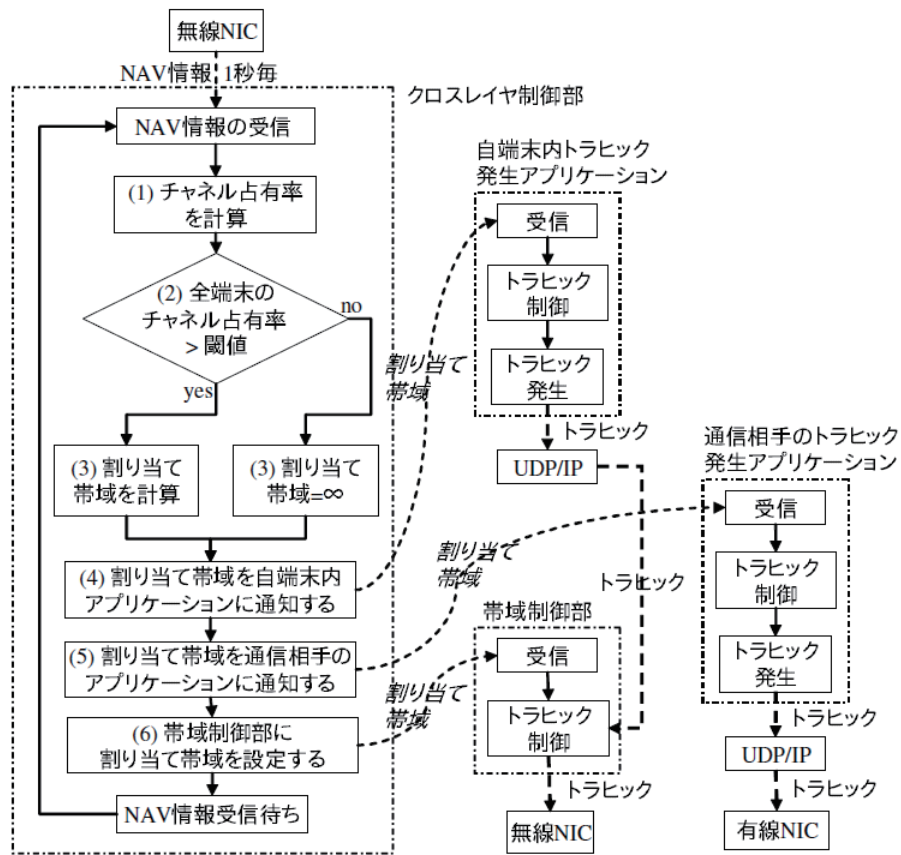 無線NIC
NAV情報 1秒毎
クロスレイヤ制御部
NAV情報の受信
(1) チャネル占有率
を計算
(2) 全端末の
チャネル占有率
> 閾値
no
yes
(3) 割り当て
帯域を計算
(3) 割り当て
帯域=∞
(4) 割り当て帯域を自端末内
アプリケーションに通知する
(5) 割り当て帯域を通信相手の
アプリケーションに通知する
(6) 帯域制御部に
割り当て帯域を設定する
NAV情報受信待ち
自端末内トラヒック
発生アプリケーション
受信
トラヒック
制御
トラヒック
発生
割り当て
帯域
トラヒック
UDP/IP
トラヒック
割り当て
帯域
帯域制御部
受信
割り当て
帯域
トラヒック
制御
トラヒック
無線NIC
通信相手のトラヒック
発生アプリケーション
受信
トラヒック
制御
トラヒック
発生
トラヒック
UDP/IP
トラヒック
有線NIC